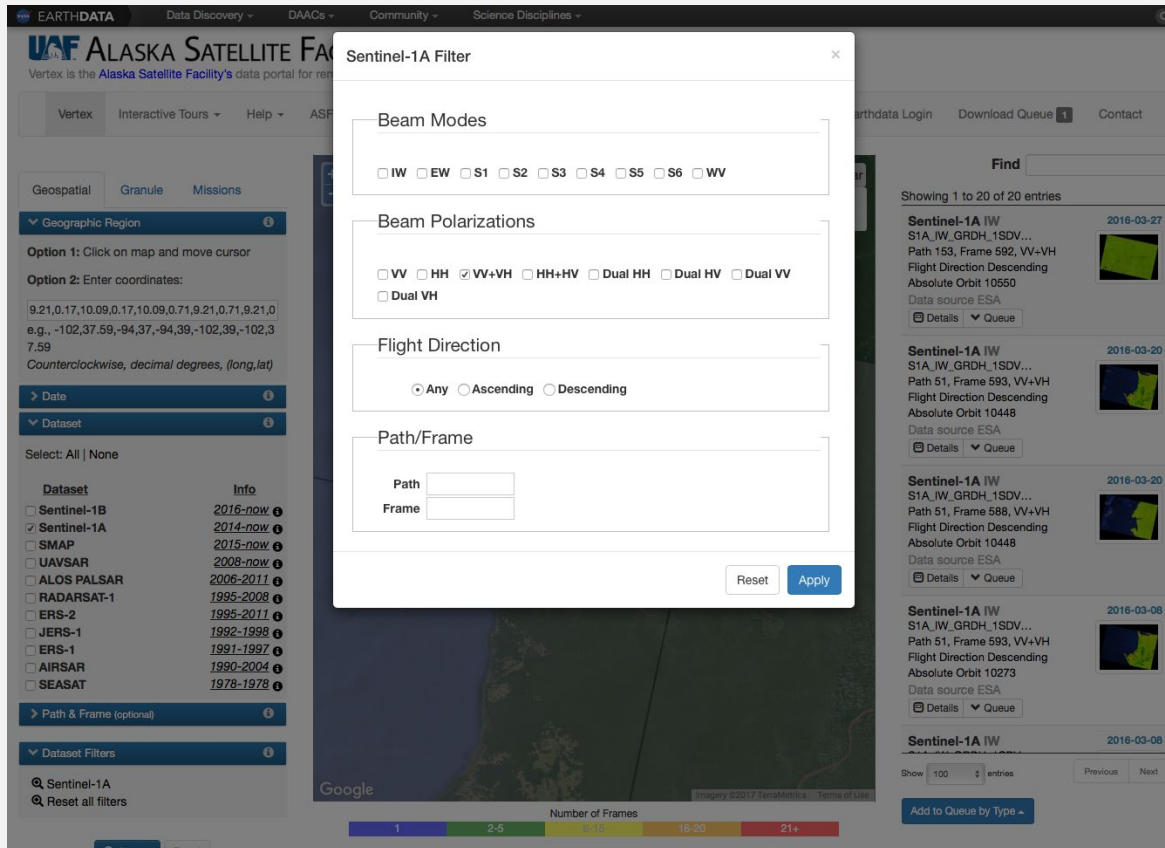 EARTHDATA
Data Discovery
DAACs
Community
Science Disciplines
UAF ALASKA SATELLITE FA
Vertex is the Alaska Satellite Facility's data portal for ren
Vertex
Interactive Tours
Help
ASF
arthdata Login
Download Queue 1
Contact
Geospatial
Granule
Missions
Geographic Region
Option 1: Click on map and move cursor
Option 2: Enter coordinates:
9.21,0.17,10.09,0.17,10.09,0.71,9.21,0.71,9.21,0
e.g., -102,37.59,-94,37,-94,39,-102,39,-102,3
7.59
Counterclockwise, decimal degrees, (long,lat)
Date
Dataset
Select: All | None
Dataset Info
Sentinel-1B 2016-now
Sentinel-1A 2014-now
SMAP 2015-now
UAVSAR 2008-now
ALOS PALSAR 2006-2011
RADARSAT-1 1995-2008
ERS-2 1995-2011
JERS-1 1992-1998
ERS-1 1991-1997
AIRSAR 1990-2004
SEASAT 1978-1978
Path & Frame (optional)
Dataset Filters
Sentinel-1A
Reset all filters
Sentinel-1A Filter ×
Beam Modes
IW EW S1 S2 S3 S4 S5 S6 WV
Beam Polarizations
VV HH VV+VH HH+HV Dual HH Dual HV Dual VV
Dual VH
Flight Direction
Any Ascending Descending
Path/Frame
Path
Frame
Reset Apply
Google
Imagery ©2017 TerraMetrics Terms of Use
Number of Frames
1 2-5 6-15 16-20 21+
Find
Showing 1 to 20 of 20 entries
Sentinel-1A IW 2016-03-27
S1A_IW_GRDH_1SDV...
Path 153, Frame 592, VV+VH
Flight Direction Descending
Absolute Orbit 10550
Data source ESA
Details Queue
Sentinel-1A IW 2016-03-20
S1A_IW_GRDH_1SDV...
Path 51, Frame 593, VV+VH
Flight Direction Descending
Absolute Orbit 10448
Data source ESA
Details Queue
Sentinel-1A IW 2016-03-20
S1A_IW_GRDH_1SDV...
Path 51, Frame 588, VV+VH
Flight Direction Descending
Absolute Orbit 10448
Data source ESA
Details Queue
Sentinel-1A IW 2016-03-08
S1A_IW_GRDH_1SDV...
Path 51, Frame 593, VV+VH
Flight Direction Descending
Absolute Orbit 10273
Data source ESA
Details Queue
Sentinel-1A IW 2016-03-08
Show 100 entries
Previous Next
Add to Queue by Type